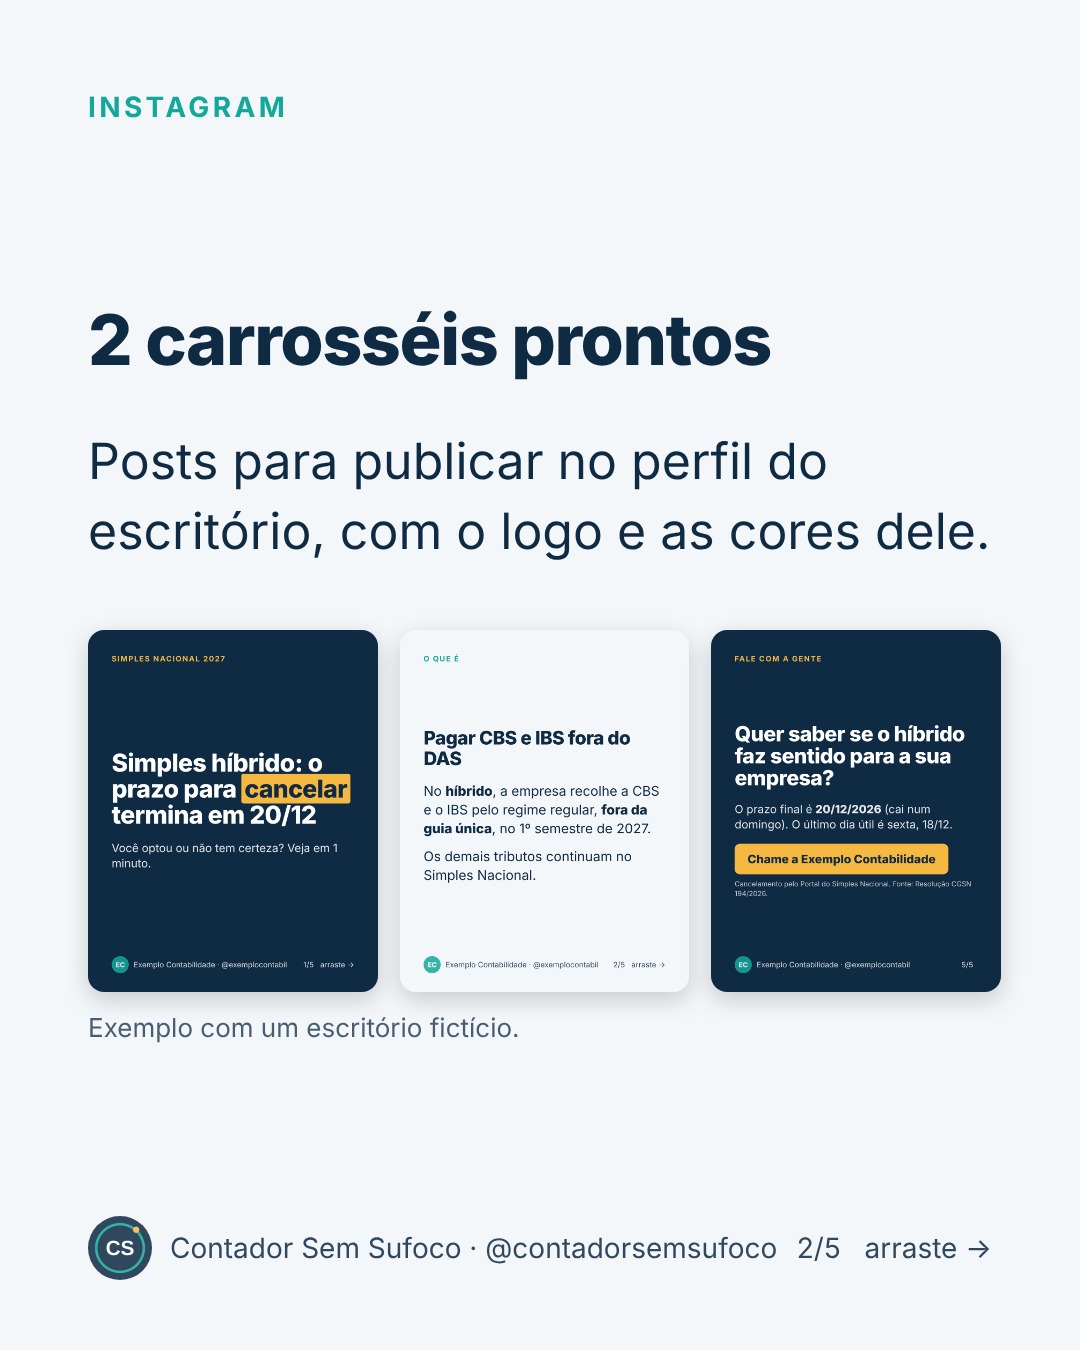 INSTAGRAM
2 carrosséis prontos
Posts para publicar no perfil do
escritório, com o logo e as cores dele.
SIMPLES NACIONAL 2027
Simples híbrido: o
prazo para cancelar
termina em 20/12
Você optou ou não tem certeza? Veja em 1
minuto.
EC Exemplo Contabilidade · @exemplocontabil 1/5 arraste →
O QUE É
Pagar CBS e IBS fora do
DAS
No híbrido, a empresa recolhe a CBS
e o IBS pelo regime regular, fora da
guia única, no 1º semestre de 2027.
Os demais tributos continuam no
Simples Nacional.
EC Exemplo Contabilidade · @exemplocontabil 2/5 arraste →
FALE COM A GENTE
Quer saber se o híbrido
faz sentido para a sua
empresa?
O prazo final é 20/12/2026 (cai num
domingo). O último dia útil é sexta, 18/12.
Chame a Exemplo Contabilidade
Cancelamento pelo Portal do Simples Nacional. Fonte: Resolução CGSN
194/2026.
EC Exemplo Contabilidade · @exemplocontabil 5/5
Exemplo com um escritório fictício.
CS Contador Sem Sufoco · @contadorsemsufoco 2/5 arraste →